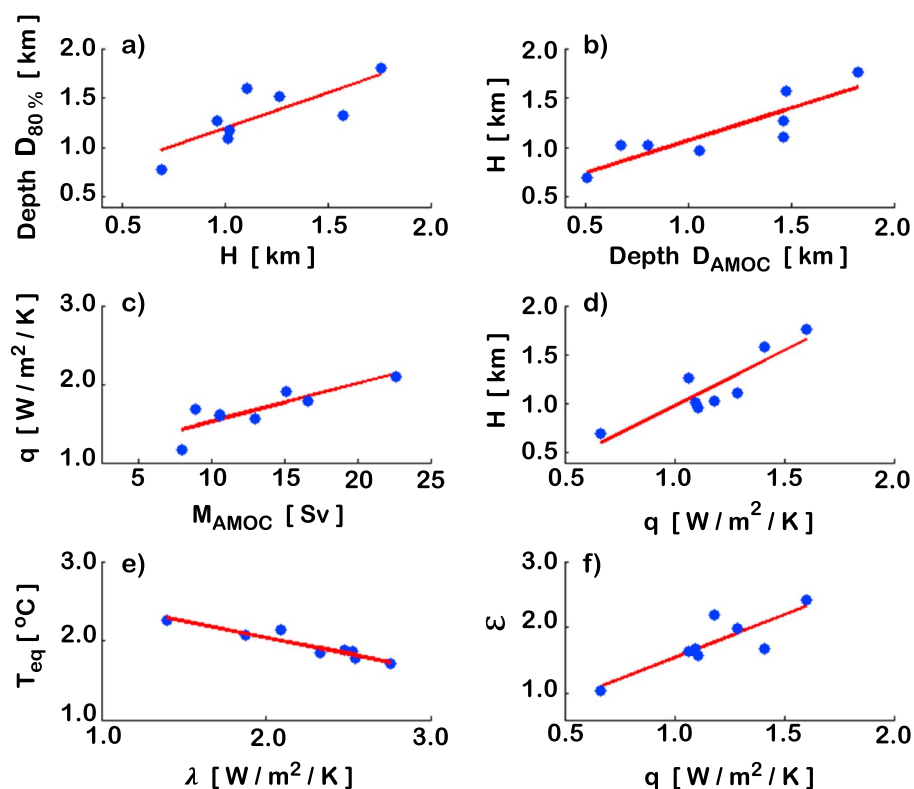 a)
Depth D80% [km]
2.0
1.5
1.0
0.5
0.5 1.0 1.5 2.0
H [km]
b)
H [km]
2.0
1.5
1.0
0.5
0.5 1.0 1.5 2.0
Depth DAMOC [km]
c)
q [W/m2/K]
3.0
2.0
1.0
5 10 15 20 25
MAMOC [Sv]
d)
H [km]
2.0
1.5
1.0
0.5
0.5 1.0 1.5 2.0
q [W/m2/K]
e)
Teq [ºC]
3.0
2.0
1.0
1.0 2.0 3.0
λ [W/m2/K]
f)
ε
3.0
2.0
1.0
0.5 1.0 1.5 2.0
q [W/m2/K]